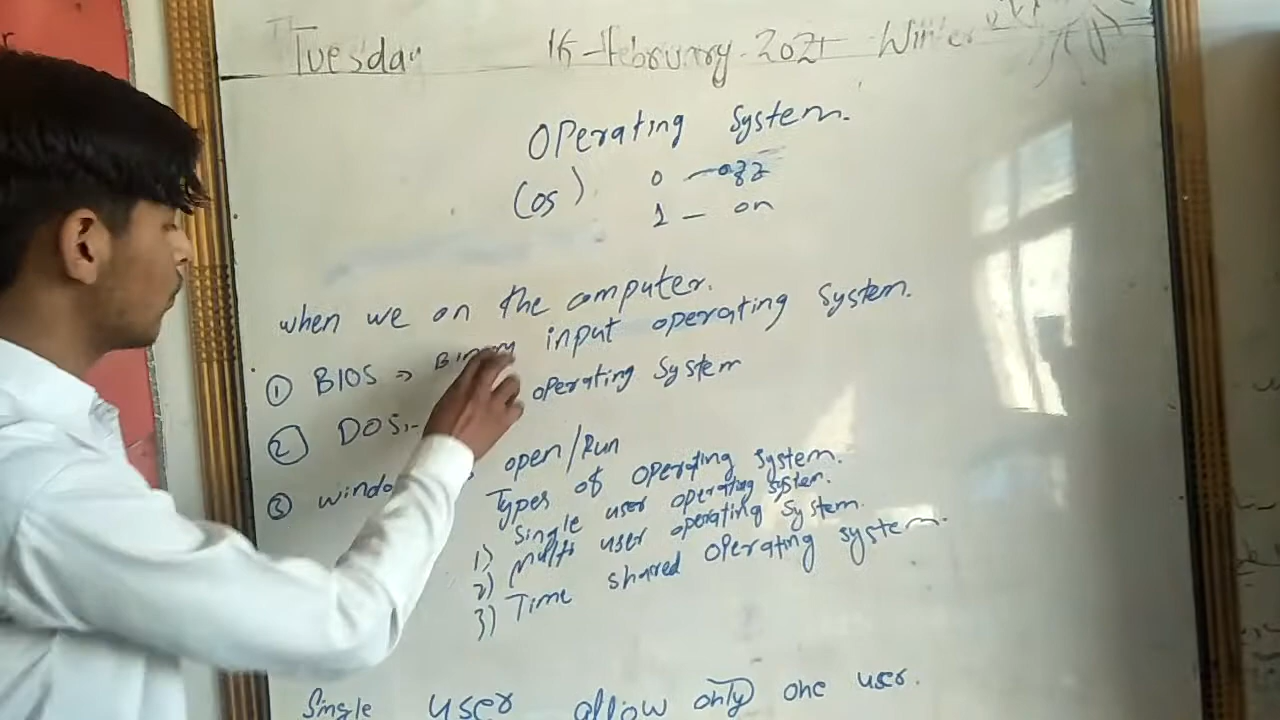 Tuesday 16-February-2021 Winter
Operating System.
(OS) 0 - off
1 - on
when we on the computer.
① BIOS => Binary input operating system.
② DOS:- operating system
③ windo open/Run
Types of operating system.
1) Single user operating system.
2) Multi user operating system.
3) Time shared operating system.
Single user allow only one user.